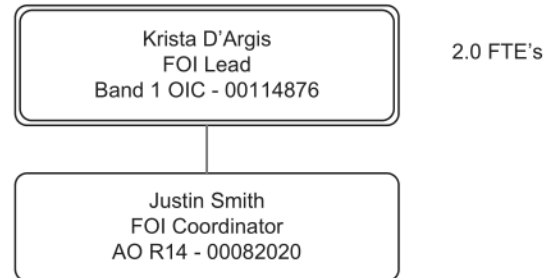 Krista D’Argis
FOI Lead
Band 1 OIC - 00114876
2.0 FTE’s
Justin Smith
FOI Coordinator
AO R14 - 00082020